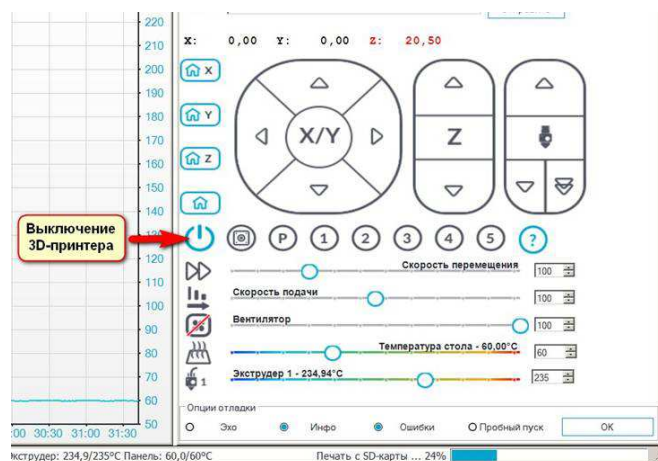 220
210
200
190
180
170
160
150
140
120
110
100
90
80
70
60
50
:00 30:30 31:00 31:30
X: 0,00 Y: 0,00 Z: 20,50
X
Y
Z
X/Y
Z
Выключение
3D-принтера
P 1 2 3 4 5 ?
Скорость перемещения 100
Скорость подачи 100
Вентилятор 100
Температура стола - 60,00°C 60
1 Экструдер 1 - 234,94°C 235
Опции отладки
Эхо Инфо Ошибки Пробный пуск OK
Экструдер: 234,9/235°C Панель: 60,0/60°C Печать с SD-карты ... 24%